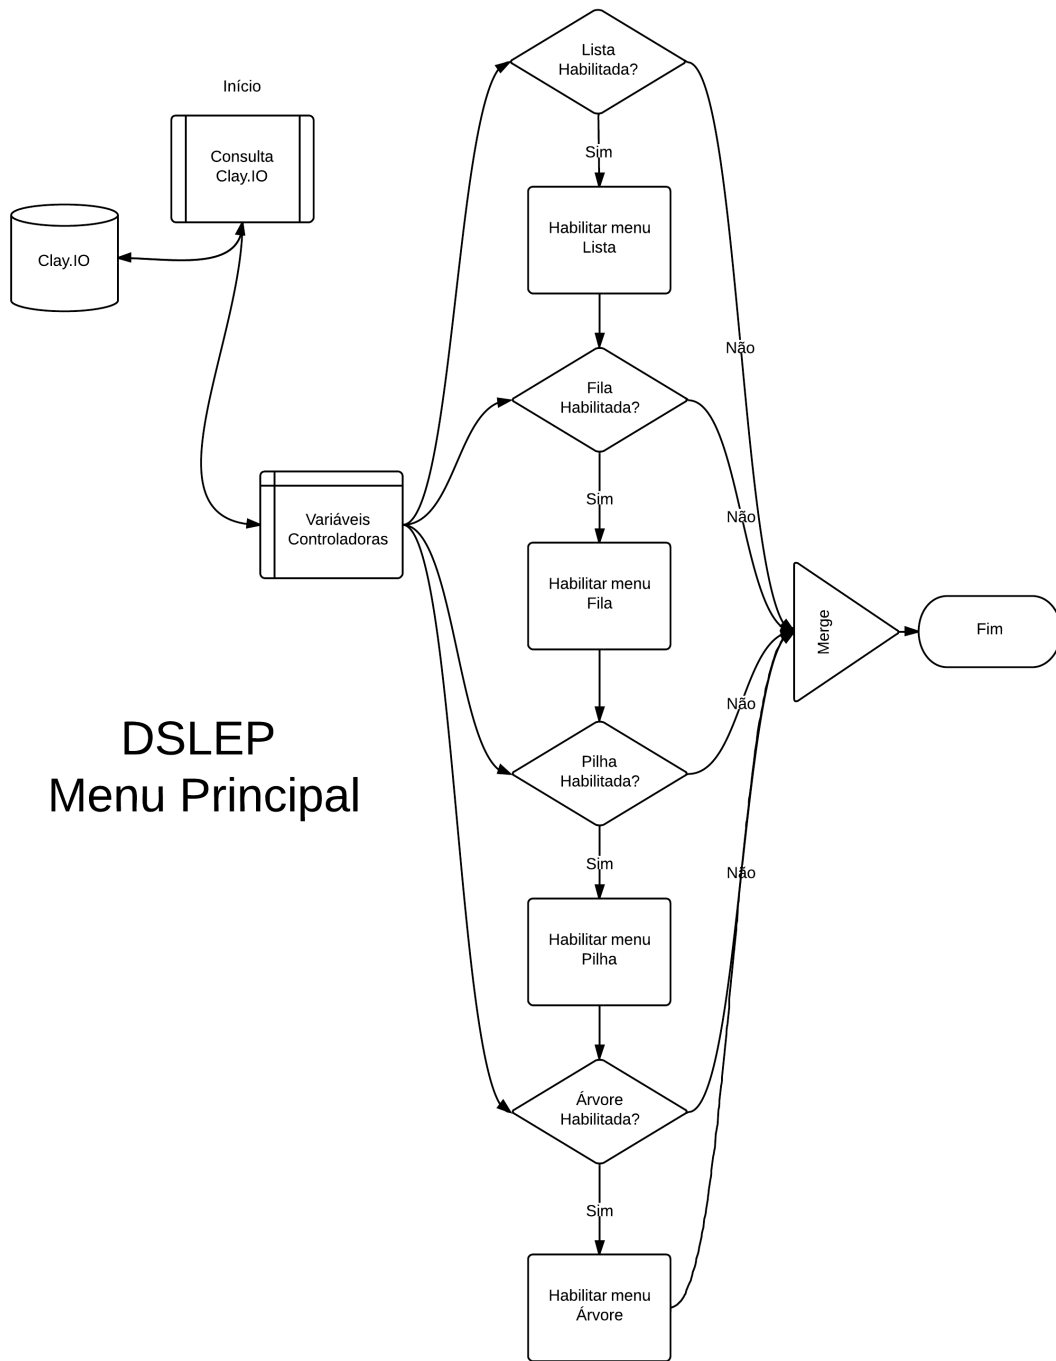 Início
Consulta
Clay.IO
Clay.IO
Variáveis
Controladoras
DSLEP
Menu Principal
Lista
Habilitada?
Sim
Habilitar menu
Lista
Não
Fila
Habilitada?
Sim
Não
Habilitar menu
Fila
Pilha
Habilitada?
Não
Sim
Habilitar menu
Pilha
Não
Árvore
Habilitada?
Sim
Habilitar menu
Árvore
Merge
Fim